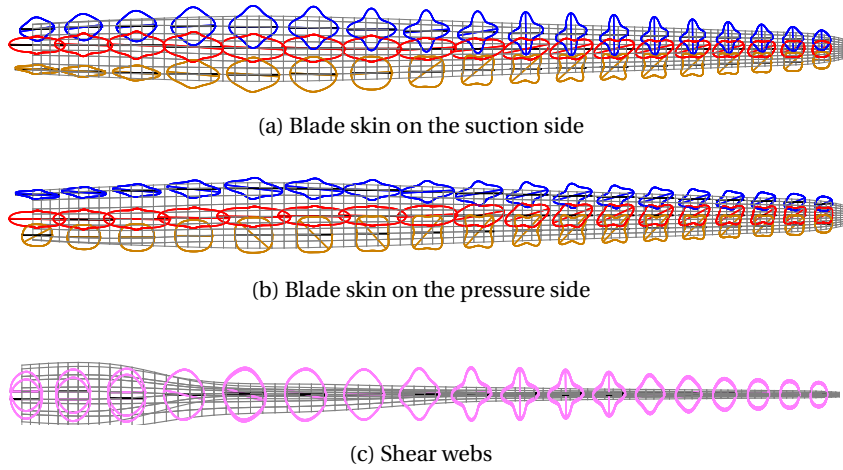 (a) Blade skin on the suction side
(b) Blade skin on the pressure side
(c) Shear webs